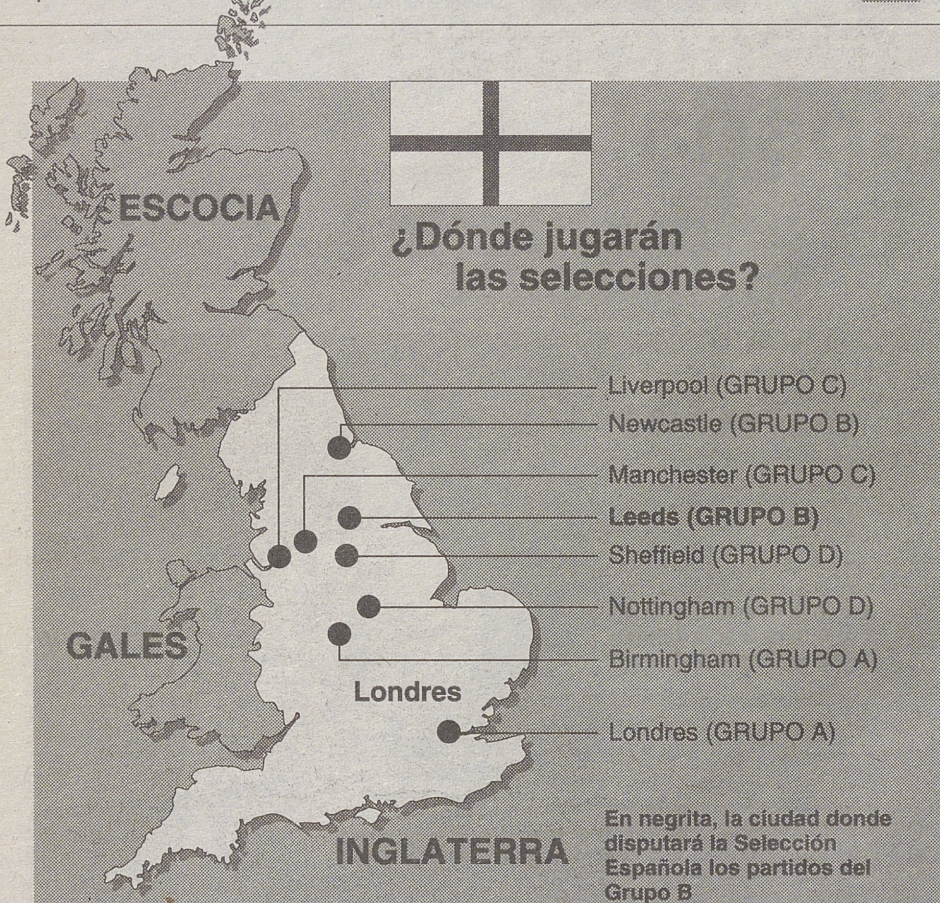 ESCOCIA
¿Dónde jugarán
las selecciones?
Liverpool (GRUPO C)
Newcastle (GRUPO B)
Manchester (GRUPO C)
Leeds (GRUPO B)
Sheffield (GRUPO D)
Nottingham (GRUPO D)
GALES
Birmingham (GRUPO A)
Londres
Londres (GRUPO A)
INGLATERRA
En negrita, la ciudad donde
disputará la Selección
Española los partidos del
Grupo B